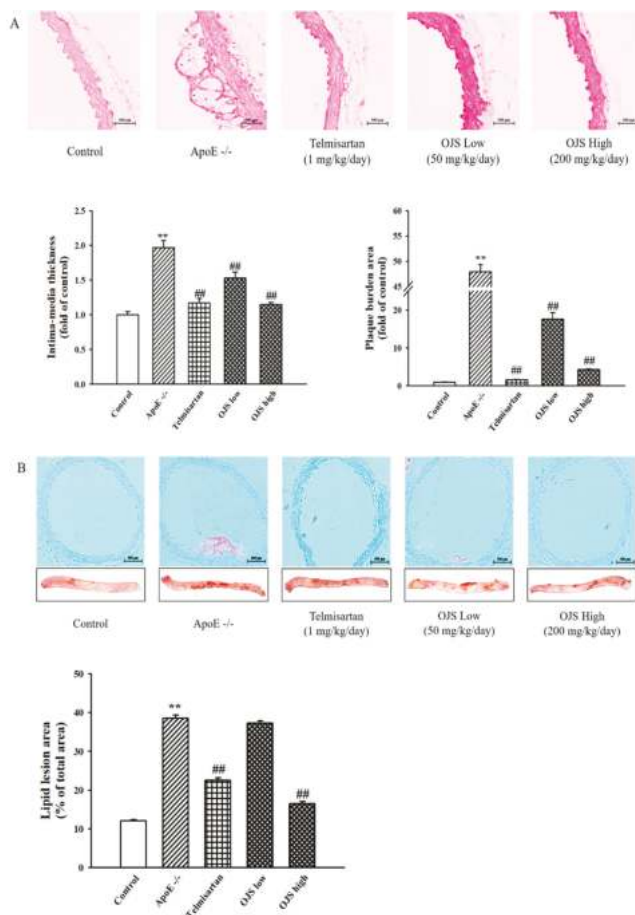 A
Control
ApoE -/-
Telmisartan
(1 mg/kg/day)
OJS Low
(50 mg/kg/day)
OJS High
(200 mg/kg/day)
Intima-media thickness
(fold of control)
2.5
2.0
1.5
1.0
0.5
0.0
**
##
##
##
Control
ApoE -/-
Telmisartan
OJS low
OJS high
Plaque burden area
(fold of control)
60
55
50
45
20
10
0
**
##
##
##
Control
ApoE -/-
Telmisartan
OJS low
OJS high
B
Control
ApoE -/-
Telmisartan
(1 mg/kg/day)
OJS Low
(50 mg/kg/day)
OJS High
(200 mg/kg/day)
Lipid lesion area
(% of total area)
50
40
30
20
10
0
**
##
##
Control
ApoE -/-
Telmisartan
OJS low
OJS high